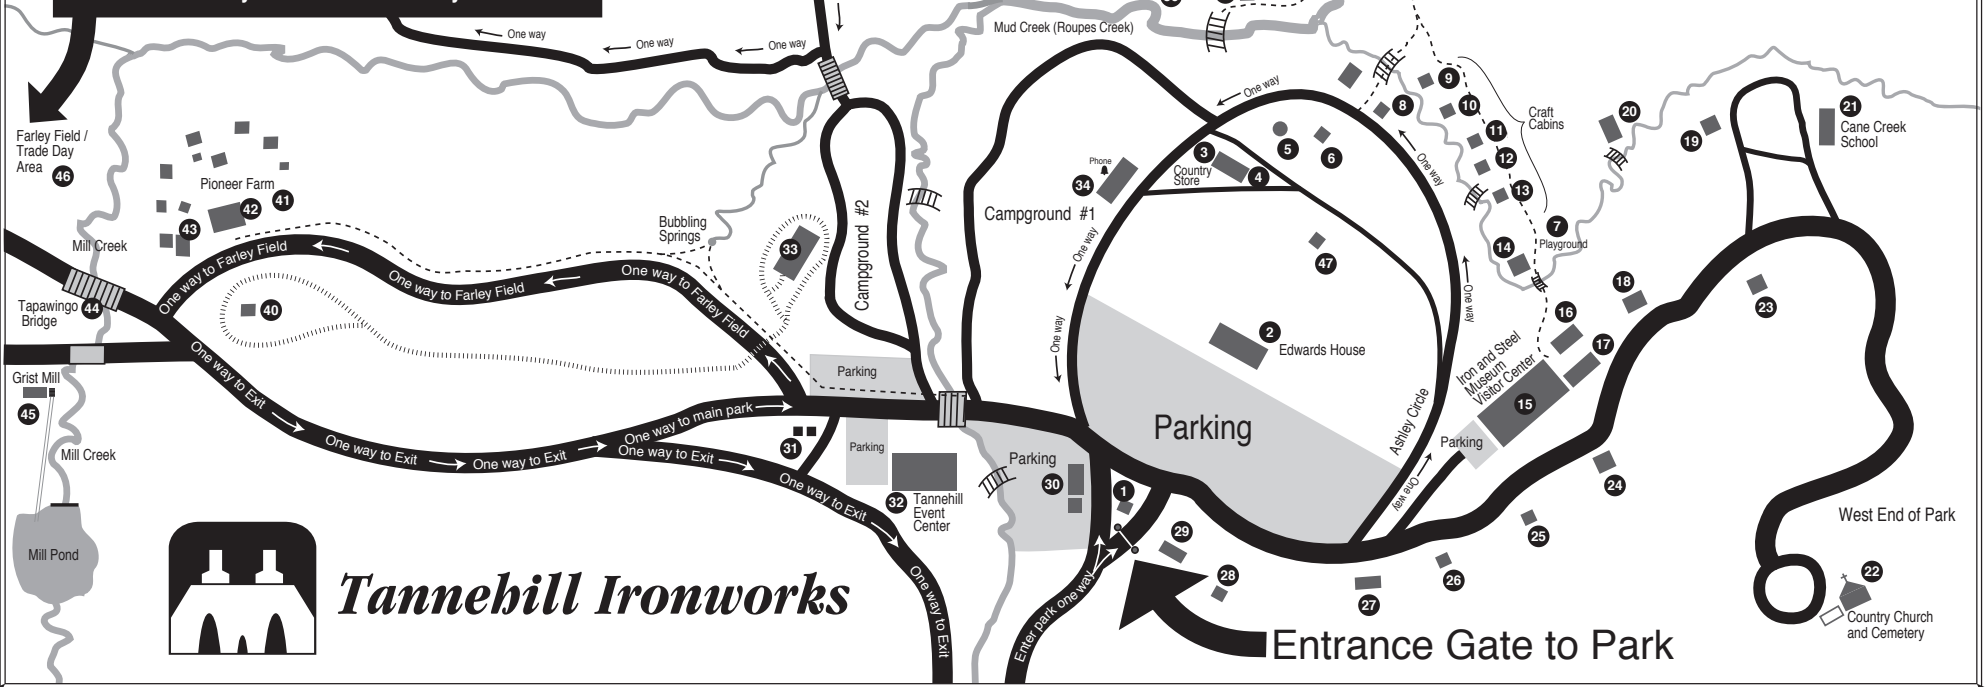 One way
One way
One way
Mud Creek (Roupes Creek)
One way
9
8
10
11
12
13
Craft
Cabins
20
19
21
Cane Creek
School
Farley Field /
Trade Day
Area
46
Pioneer Farm
42
41
43
Mill Creek
Tapawingo
Bridge
44
One way to Farley Field
One way to Farley Field
One way to Farley Field
40
Bubbling
Springs
33
Campground #2
Phone
34
Campground #1
One way
One way
3
Country
Store
4
5
6
47
One way
One way
2
Edwards House
Parking
Ashley Circle
One way
7
Playground
14
16
17
18
Iron and Steel
Museum
Visitor Center
15
Parking
23
24
25
26
27
West End of Park
22
Country Church
and Cemetery
Grist Mill
45
Mill Creek
Mill Pond
One way to Exit
One way to Exit
One way to Exit
One way to main park
One way to Exit
One way to Exit
One way to Exit
Parking
Parking
31
32
Tannehill
Event
Center
Parking
30
1
29
28
Enter park one way
Tannehill Ironworks
Entrance Gate to Park